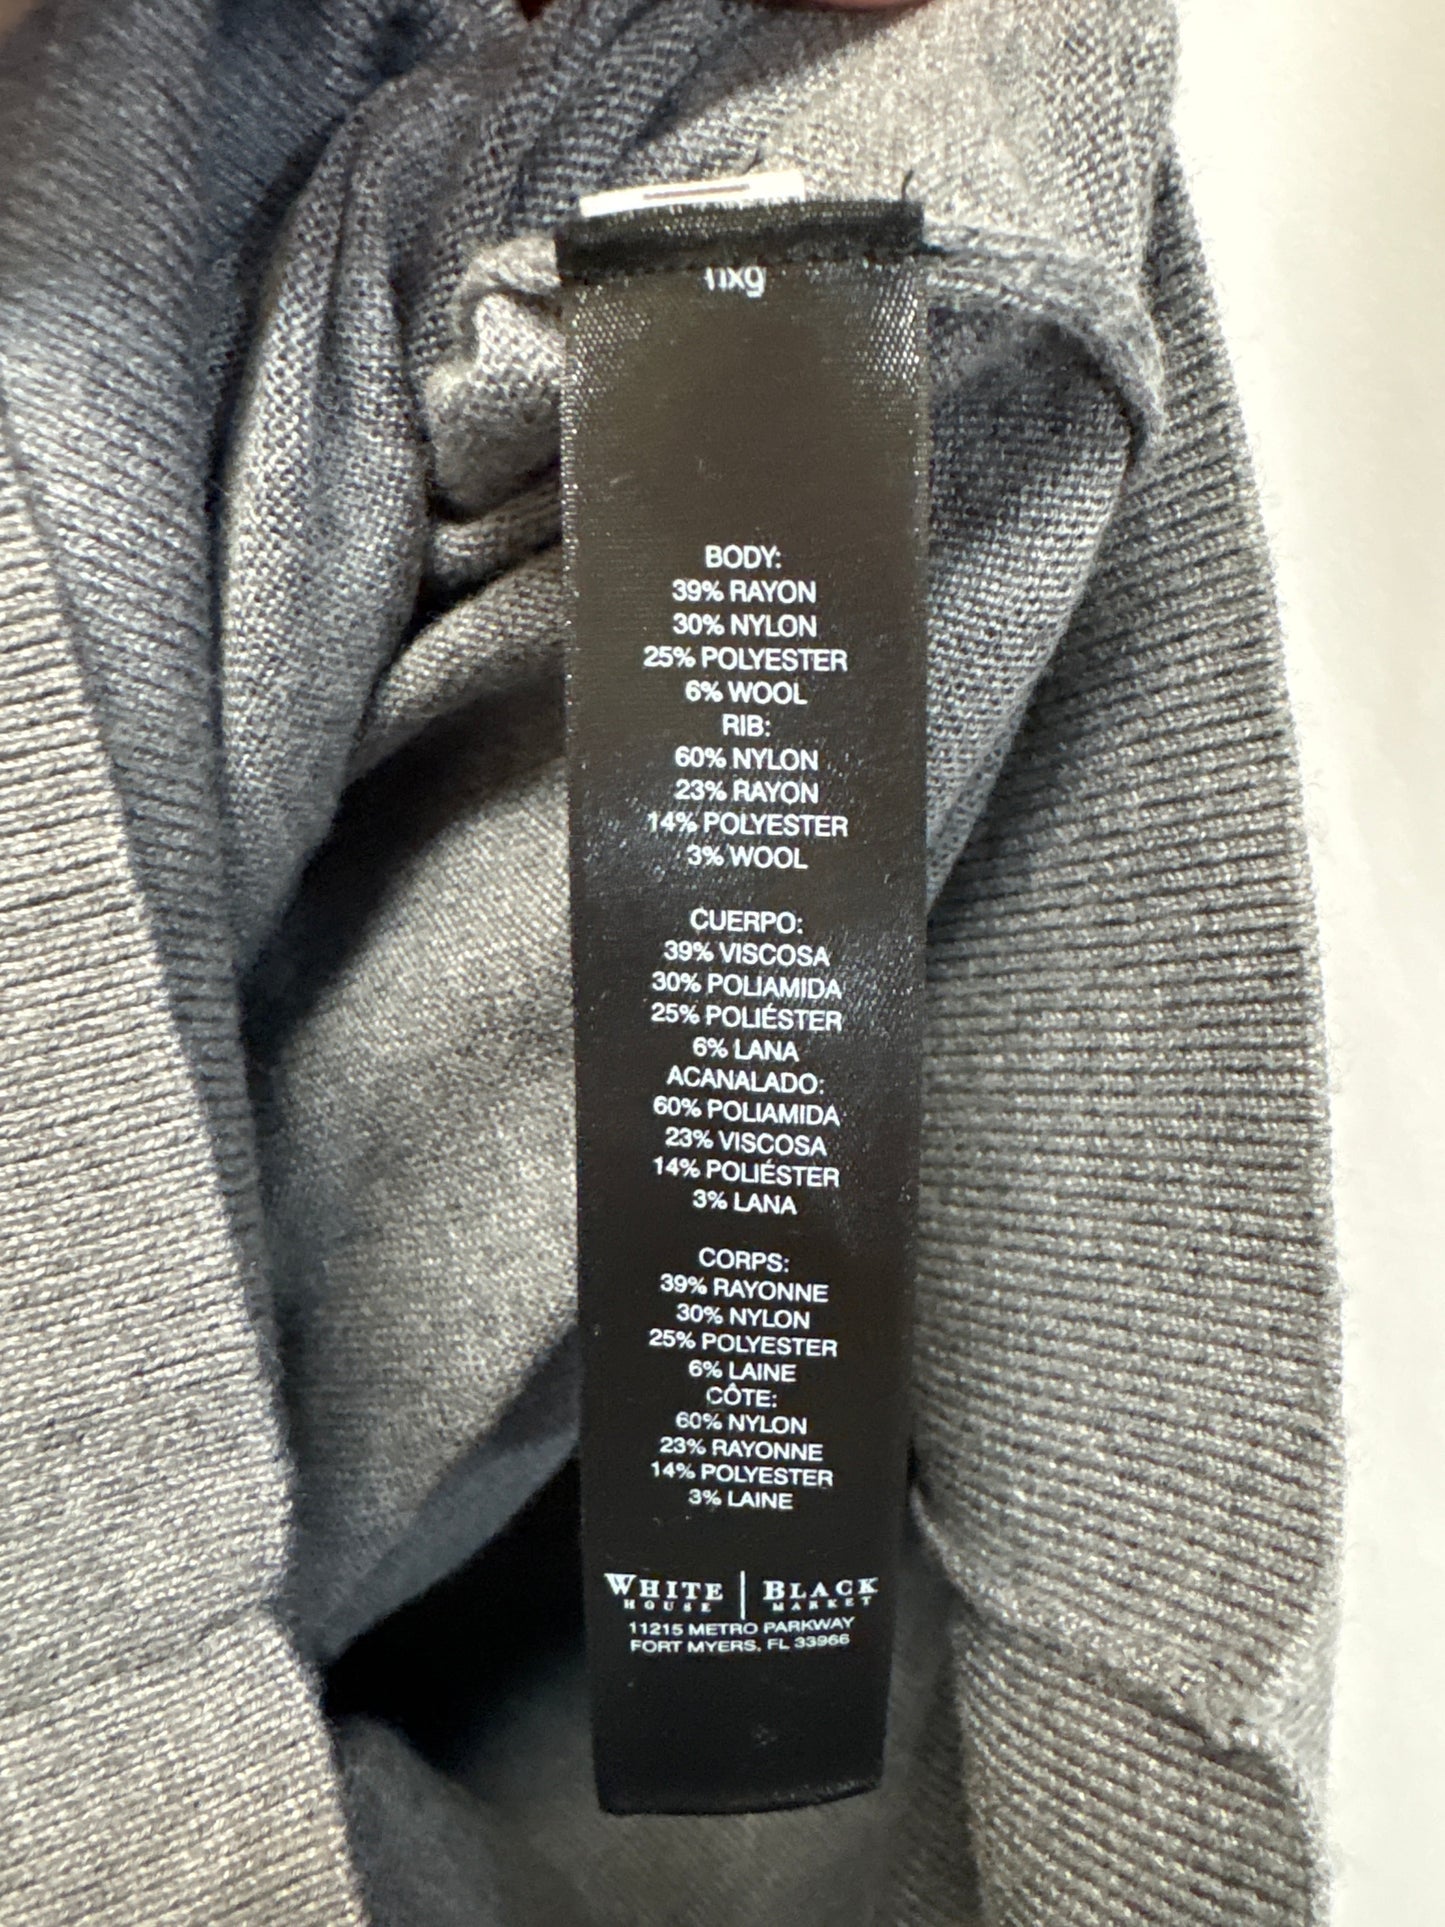 BODY:
39% RAYON
30% NYLON
25% POLYESTER
6% WOOL
RIB:
60% NYLON
23% RAYON
14% POLYESTER
3% WOOL
CUERPO:
39% VISCOSA
30% POLIAMIDA
25% POLIÉSTER
6% LANA
ACANALADO:
60% POLIAMIDA
23% VISCOSA
14% POLIÉSTER
3% LANA
CORPS:
39% RAYONNE
30% NYLON
25% POLYESTER
6% LAINE
CÔTE:
60% NYLON
23% RAYONNE
14% POLYESTER
3% LAINE
WHITE HOUSE | BLACK MARKET
11215 METRO PARKWAY
FORT MYERS, FL 33966